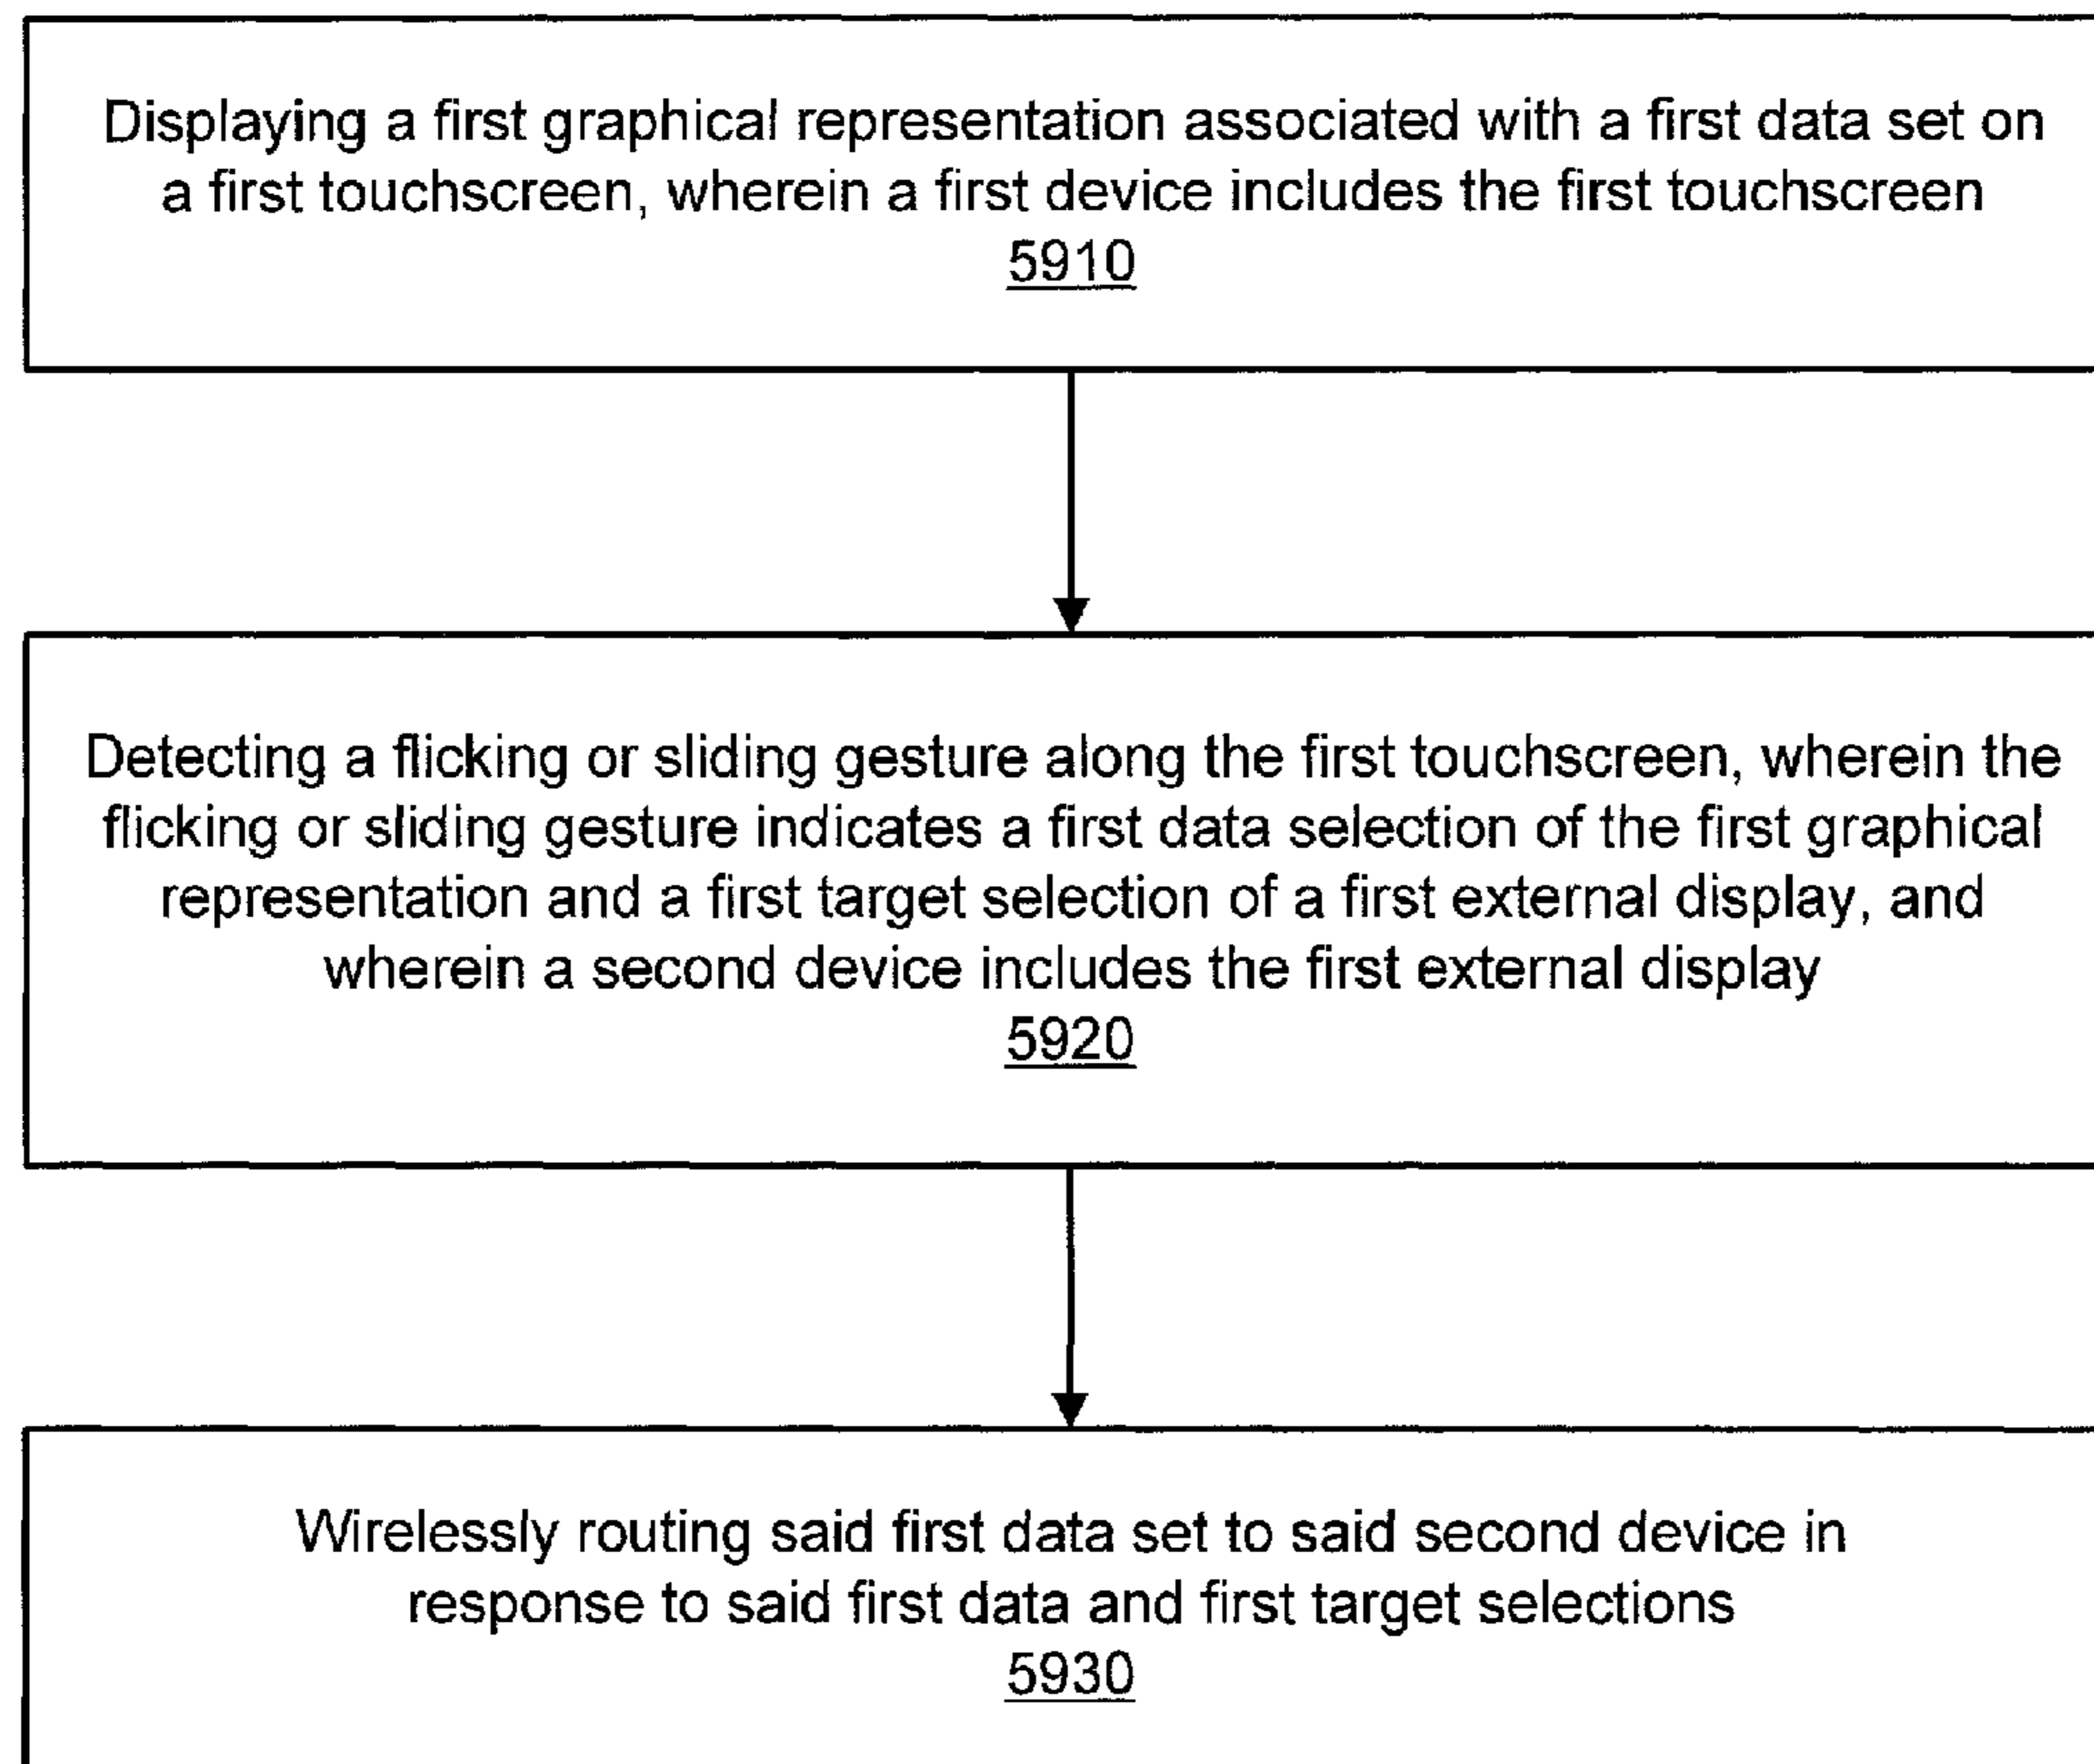 Displaying a first graphical representation associated with a first data set on
a first touchscreen, wherein a first device includes the first touchscreen
5910
Detecting a flicking or sliding gesture along the first touchscreen, wherein the
flicking or sliding gesture indicates a first data selection of the first graphical
representation and a first target selection of a first external display, and
wherein a second device includes the first external display
5920
Wirelessly routing said first data set to said second device in
response to said first data and first target selections
5930